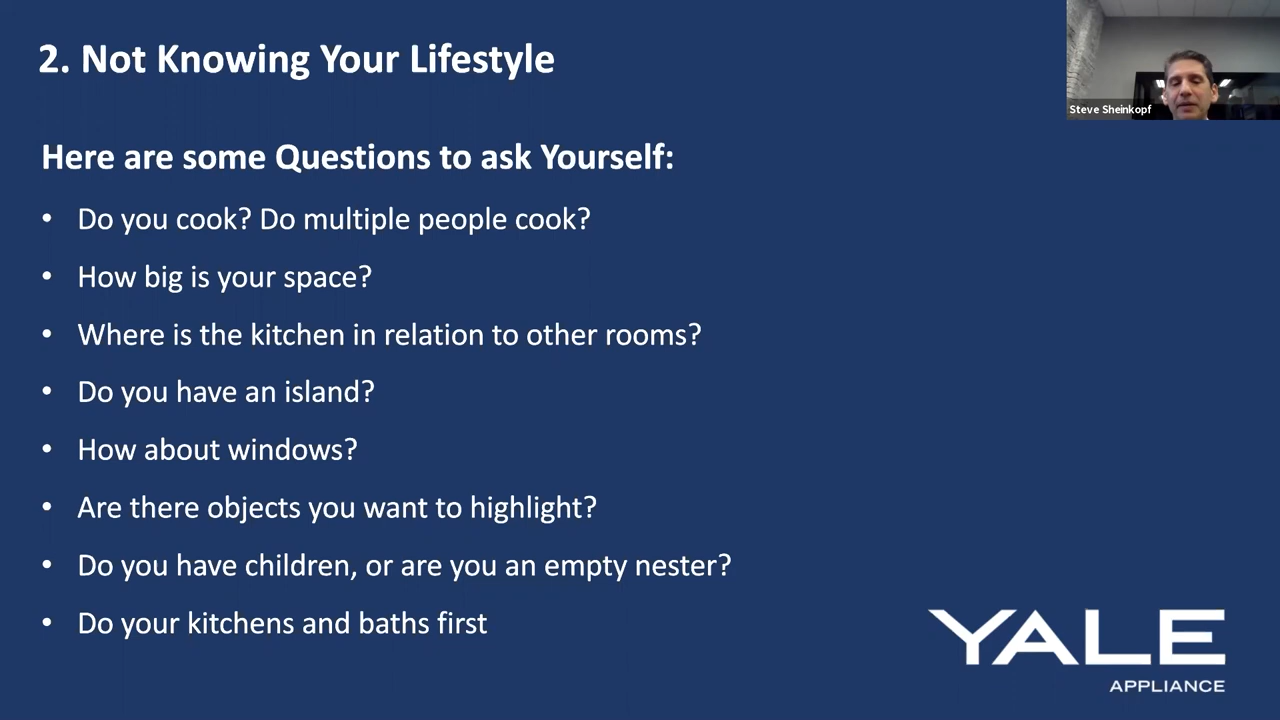 2. Not Knowing Your Lifestyle
Steve Sheinkopf
Here are some Questions to ask Yourself:
• Do you cook? Do multiple people cook?
• How big is your space?
• Where is the kitchen in relation to other rooms?
• Do you have an island?
• How about windows?
• Are there objects you want to highlight?
• Do you have children, or are you an empty nester?
• Do your kitchens and baths first
YALE
APPLIANCE